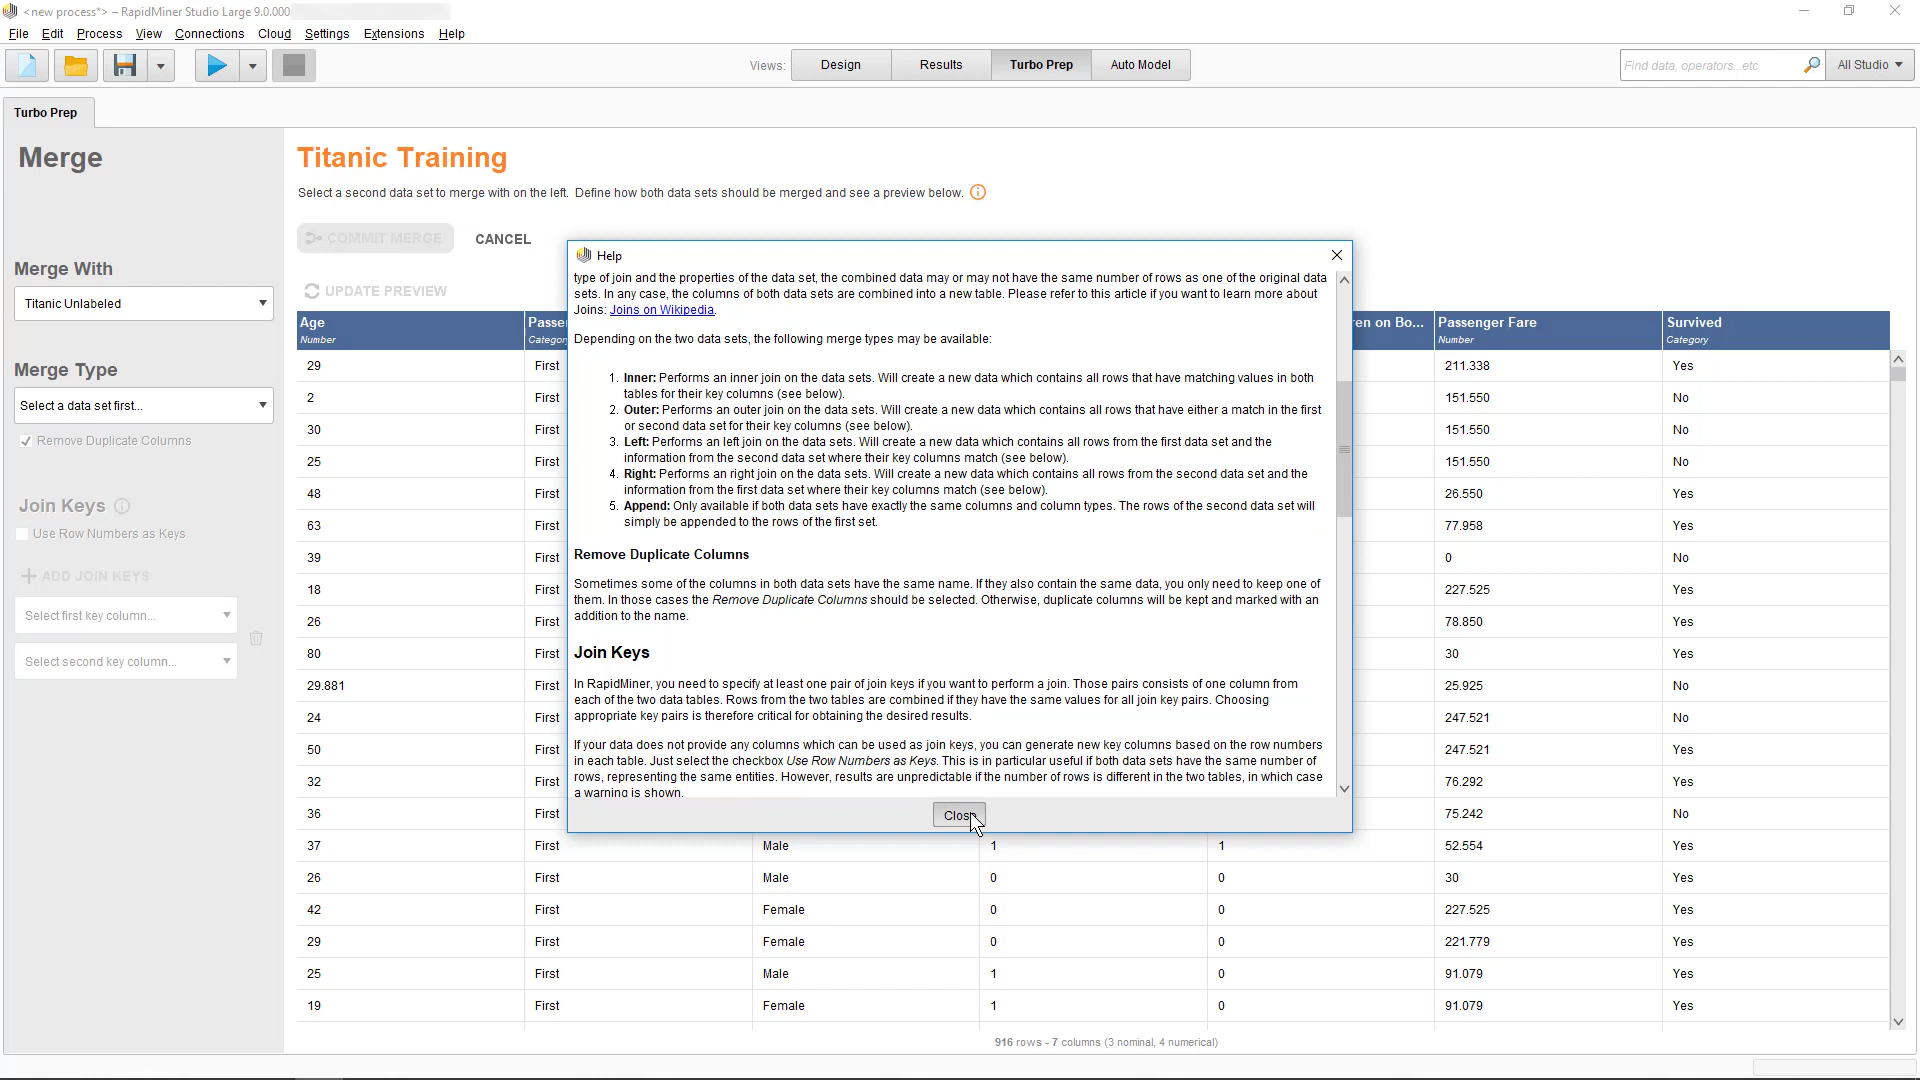 <new process*> – RapidMiner Studio Large 9.0.000
File Edit Process View Connections Cloud Settings Extensions Help
Views: Design Results Turbo Prep Auto Model
Find data, operators...etc
All Studio
Turbo Prep
Merge
Titanic Training
Select a second data set to merge with on the left. Define how both data sets should be merged and see a preview below.
COMMIT MERGE CANCEL
Merge With
Titanic Unlabeled
UPDATE PREVIEW
Merge Type
Select a data set first...
Remove Duplicate Columns
Join Keys
Use Row Numbers as Keys
ADD JOIN KEYS
Select first key column...
Select second key column...
Help
type of join and the properties of the data set, the combined data may or may not have the same number of rows as one of the original data
sets. In any case, the columns of both data sets are combined into a new table. Please refer to this article if you want to learn more about
Joins: Joins on Wikipedia.
Depending on the two data sets, the following merge types may be available:
1. Inner: Performs an inner join on the data sets. Will create a new data which contains all rows that have matching values in both
tables for their key columns (see below).
2. Outer: Performs an outer join on the data sets. Will create a new data which contains all rows that have either a match in the first
or second data set for their key columns (see below).
3. Left: Performs an left join on the data sets. Will create a new data which contains all rows from the first data set and the
information from the second data set where their key columns match (see below).
4. Right: Performs an right join on the data sets. Will create a new data which contains all rows from the second data set and the
information from the first data set where their key columns match (see below).
5. Append: Only available if both data sets have exactly the same columns and column types. The rows of the second data set will
simply be appended to the rows of the first set.
Remove Duplicate Columns
Sometimes some of the columns in both data sets have the same name. If they also contain the same data, you only need to keep one of
them. In those cases the Remove Duplicate Columns should be selected. Otherwise, duplicate columns will be kept and marked with an
addition to the name.
Join Keys
In RapidMiner, you need to specify at least one pair of join keys if you want to perform a join. Those pairs consists of one column from
each of the two data tables. Rows from the two tables are combined if they have the same values for all join key pairs. Choosing
appropriate key pairs is therefore critical for obtaining the desired results.
If your data does not provide any columns which can be used as join keys, you can generate new key columns based on the row numbers
in each table. Just select the checkbox Use Row Numbers as Keys. This is in particular useful if both data sets have the same number of
rows, representing the same entities. However, results are unpredictable if the number of rows is different in the two tables, in which case
a warning is shown.
Close
Age Passe ren on Bo... Passenger Fare Survived
Number Categor Number Category
29 First 211.338 Yes
2 First 151.550 No
30 First 151.550 No
25 First 151.550 No
48 First 26.550 Yes
63 First 77.958 Yes
39 First 0 No
18 First 227.525 Yes
26 First 78.850 Yes
80 First 30 Yes
29.881 First 25.925 No
24 First 247.521 No
50 First 247.521 Yes
32 First 76.292 Yes
36 First 75.242 No
37 First Male 1 1 52.554 Yes
26 First Male 0 0 30 Yes
42 First Female 0 0 227.525 Yes
29 First Female 0 0 221.779 Yes
25 First Male 1 0 91.079 Yes
19 First Female 1 0 91.079 Yes
916 rows - 7 columns (3 nominal, 4 numerical)